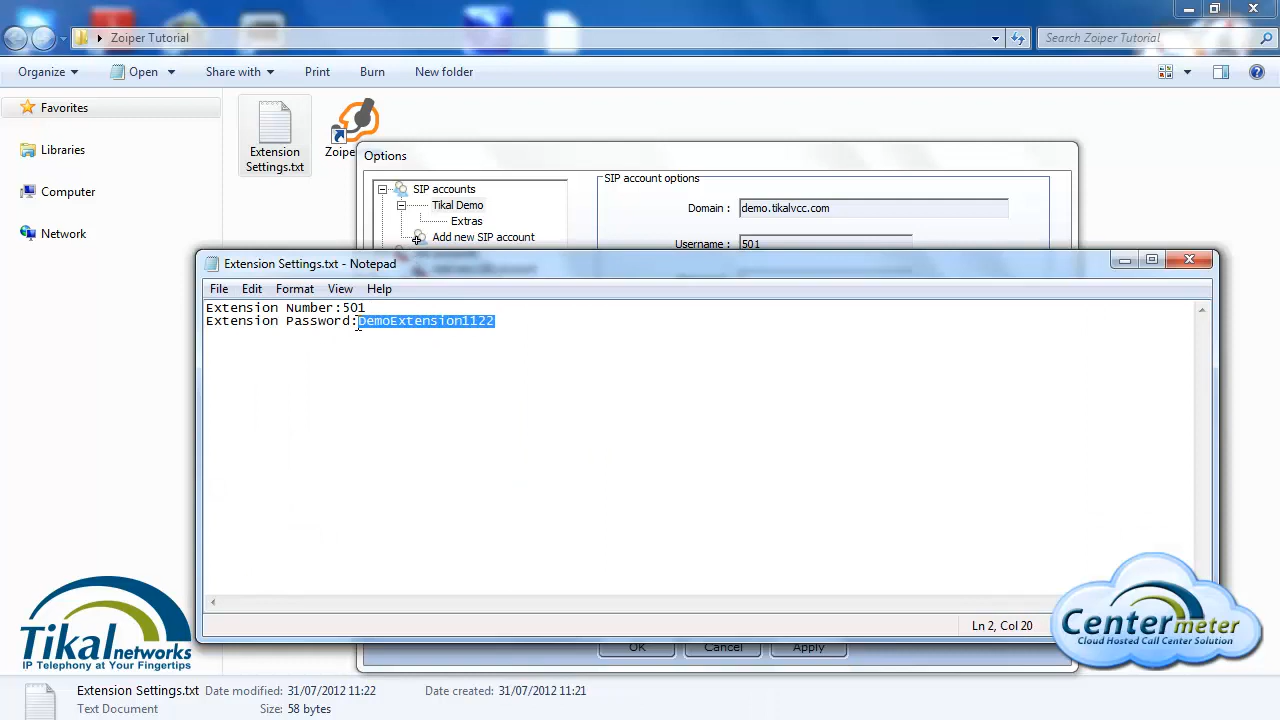 Zoiper Tutorial
Search Zoiper Tutorial
Organize Open Share with Print Burn New folder
Favorites
Libraries
Computer
Network
Extension Settings.txt
Zoipe
Options
SIP accounts
Tikal Demo
Extras
Add new SIP account
SIP account options
Domain : demo.tikalvcc.com
Username : 501
Extension Settings.txt - Notepad
File Edit Format View Help
Extension Number:501
Extension Password:DemoExtension1122
Ln 2, Col 20
OK Cancel Apply
Tikal networks
IP Telephony at Your Fingertips
Centermeter
Cloud Hosted Call Center Solution
Extension Settings.txt Date modified: 31/07/2012 11:22 Date created: 31/07/2012 11:21
Text Document Size: 58 bytes